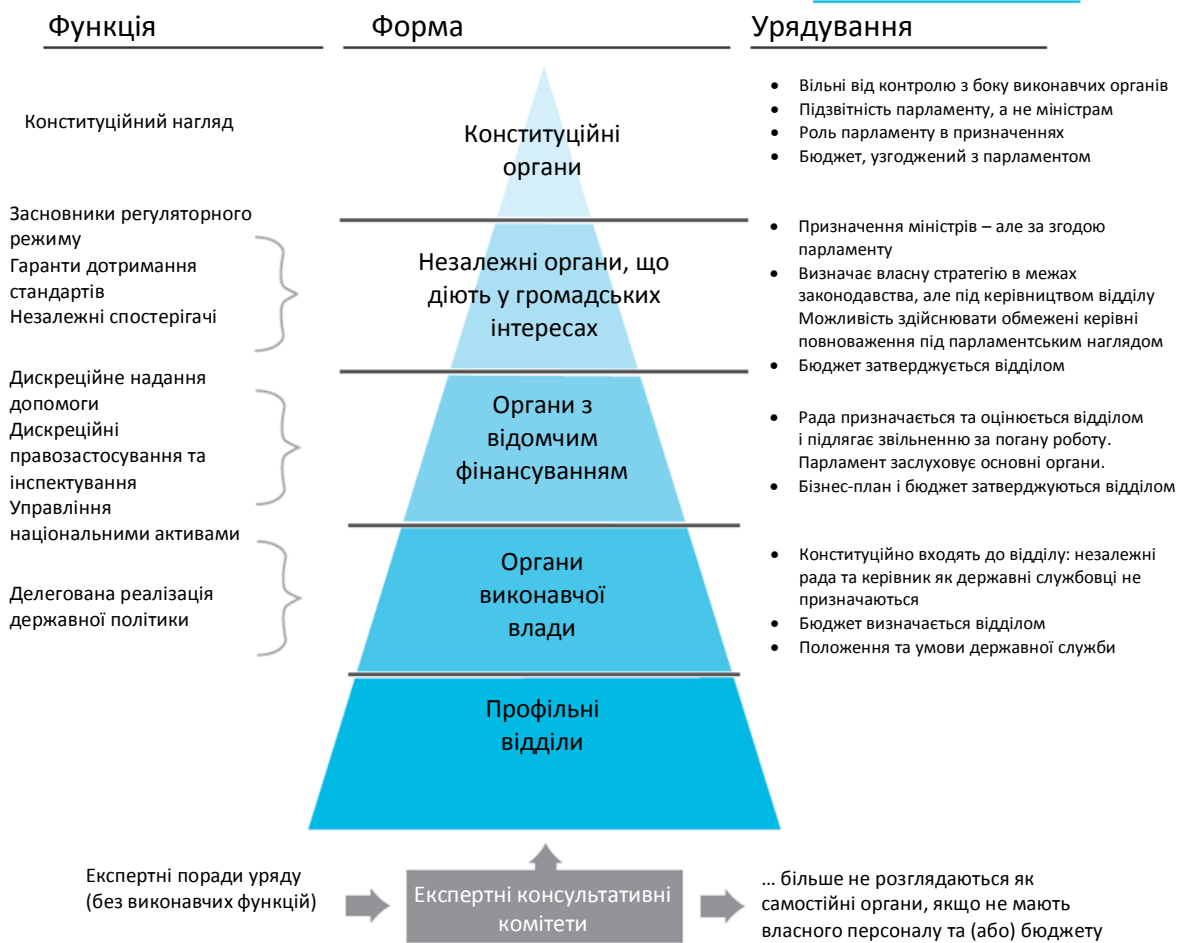 Функція
Форма
Урядування
Конституційний нагляд
Конституційні
органи
• Вільні від контролю з боку виконавчих органів
• Підзвітність парламенту, а не міністрам
• Роль парламенту в призначеннях
• Бюджет, узгоджений з парламентом
Засновники регуляторного
режиму
Гаранти дотримання
стандартів
Незалежні спостерігачі
Незалежні органи, що
діють у громадських
інтересах
• Призначення міністрів – але за згодою
парламенту
• Визначає власну стратегію в межах
законодавства, але під керівництвом відділу
Можливість здійснювати обмежені керівні
повноваження під парламентським наглядом
• Бюджет затверджується відділом
Дискреційне надання
допомоги
Дискреційні
правозастосування та
інспектування
Управління
національними активами
Органи з
відомчим
фінансуванням
• Рада призначається та оцінюється відділом
і підлягає звільненню за погану роботу.
Парламент заслуховує основні органи.
• Бізнес-план і бюджет затверджуються відділом
Делегована реалізація
державної політики
Органи
виконавчої
влади
• Конституційно входять до відділу: незалежні
рада та керівник як державні службовці не
призначаються
• Бюджет визначається відділом
• Положення та умови державної служби
Профільні
відділи
Експертні поради уряду
(без виконавчих функцій)
Експертні консультативні
комітети
... більше не розглядаються як
самостійні органи, якщо не мають
власного персоналу та (або) бюджету